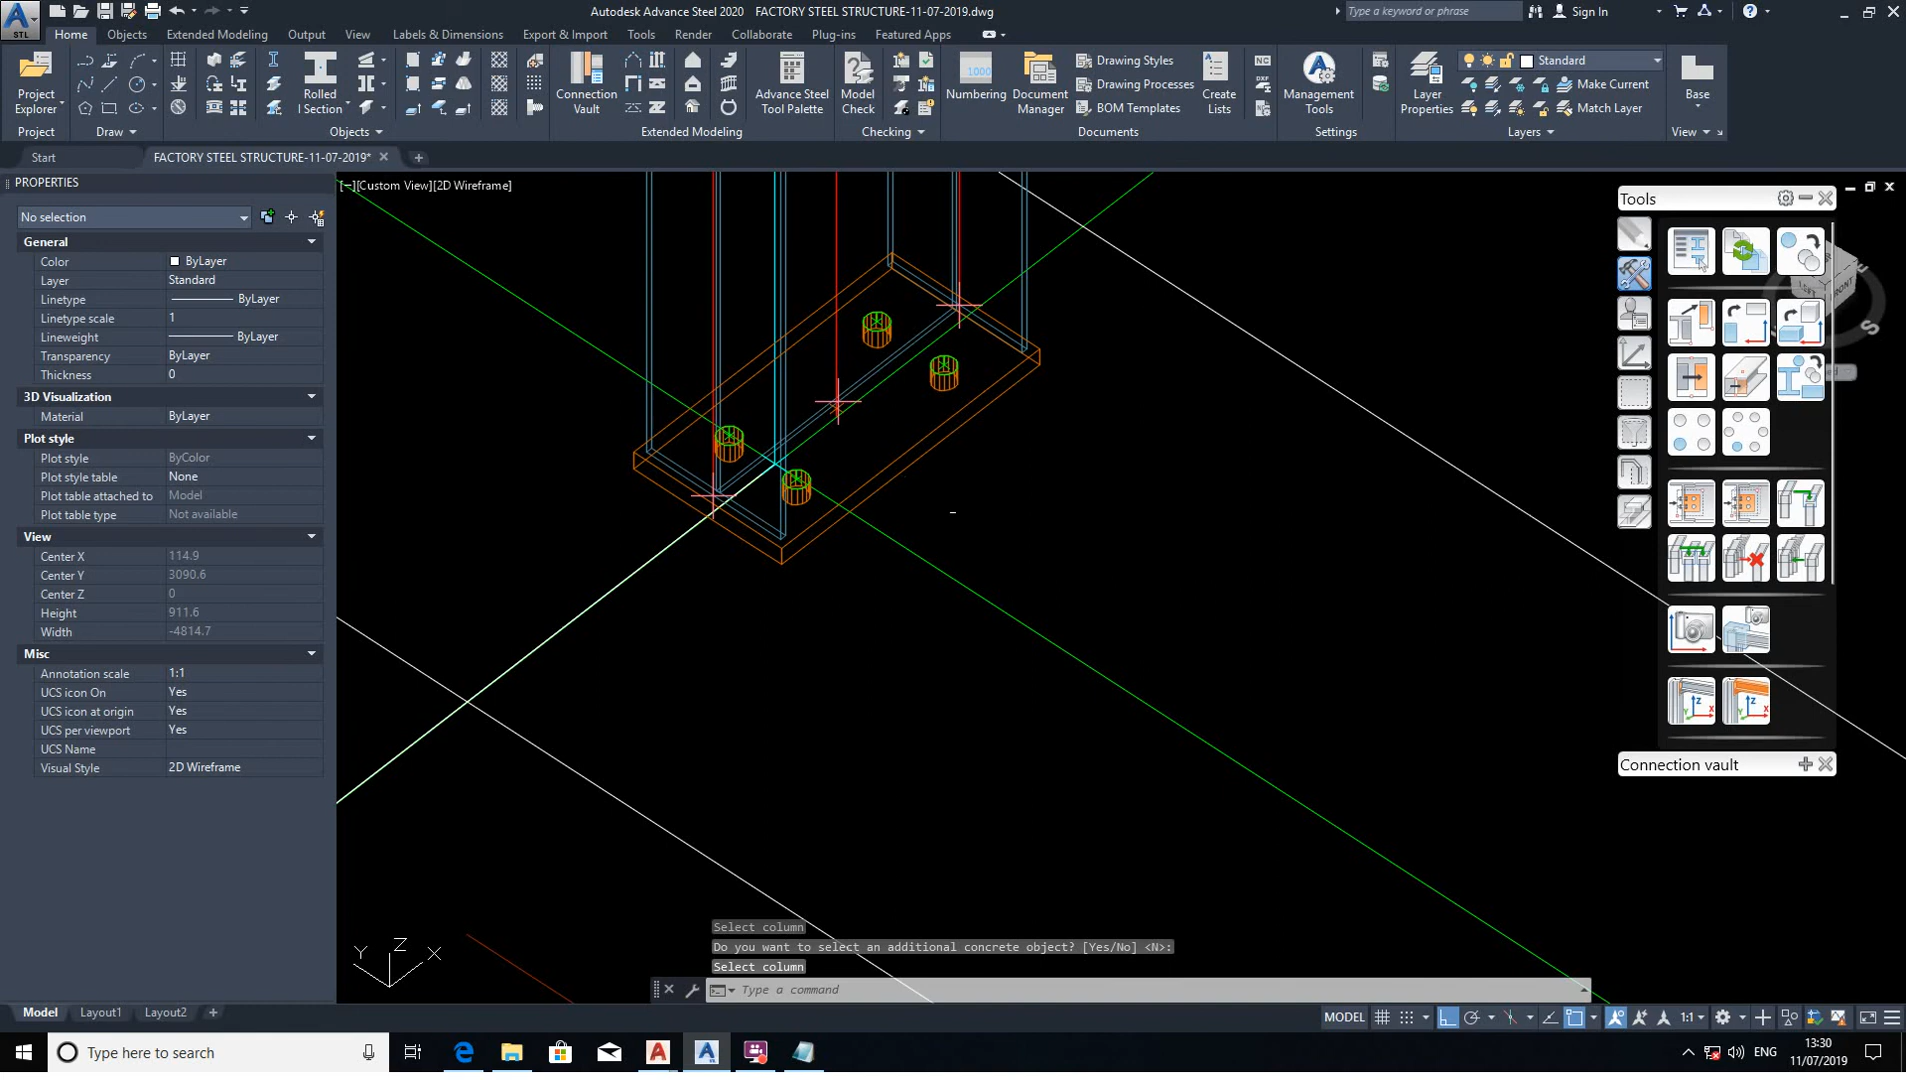 STL
Autodesk Advance Steel 2020   FACTORY STEEL STRUCTURE-11-07-2019.dwg
Type a keyword or phrase
Sign In
Home Objects Extended Modeling Output View Labels & Dimensions Export & Import Tools Render Collaborate Plug-ins Featured Apps
Project Explorer
Project
Draw
Rolled I Section
Objects
Connection Vault
Extended Modeling
Advance Steel Tool Palette
Model Check
Checking
1000
Numbering
Document Manager
Drawing Styles
Drawing Processes
BOM Templates
Create Lists
Documents
NC
DXF
Management Tools
Settings
Layer Properties
Standard
Make Current
Match Layer
Layers
Base
View
Start
FACTORY STEEL STRUCTURE-11-07-2019*
PROPERTIES
No selection
General
Color ByLayer
Layer Standard
Linetype ByLayer
Linetype scale 1
Lineweight ByLayer
Transparency ByLayer
Thickness 0
3D Visualization
Material ByLayer
Plot style
Plot style ByColor
Plot style table None
Plot table attached to Model
Plot table type Not available
View
Center X 114.9
Center Y 3090.6
Center Z 0
Height 911.6
Width -4814.7
Misc
Annotation scale 1:1
UCS icon On Yes
UCS icon at origin Yes
UCS per viewport Yes
UCS Name
Visual Style 2D Wireframe
[−][Custom View][2D Wireframe]
Tools
LEFT FRONT
S
Connection vault
Y Z X
Select column
Do you want to select an additional concrete object? [Yes/No] <N>:
Select column
Type a command
Model Layout1 Layout2
MODEL
1:1
Type here to search
ENG
13:30
11/07/2019